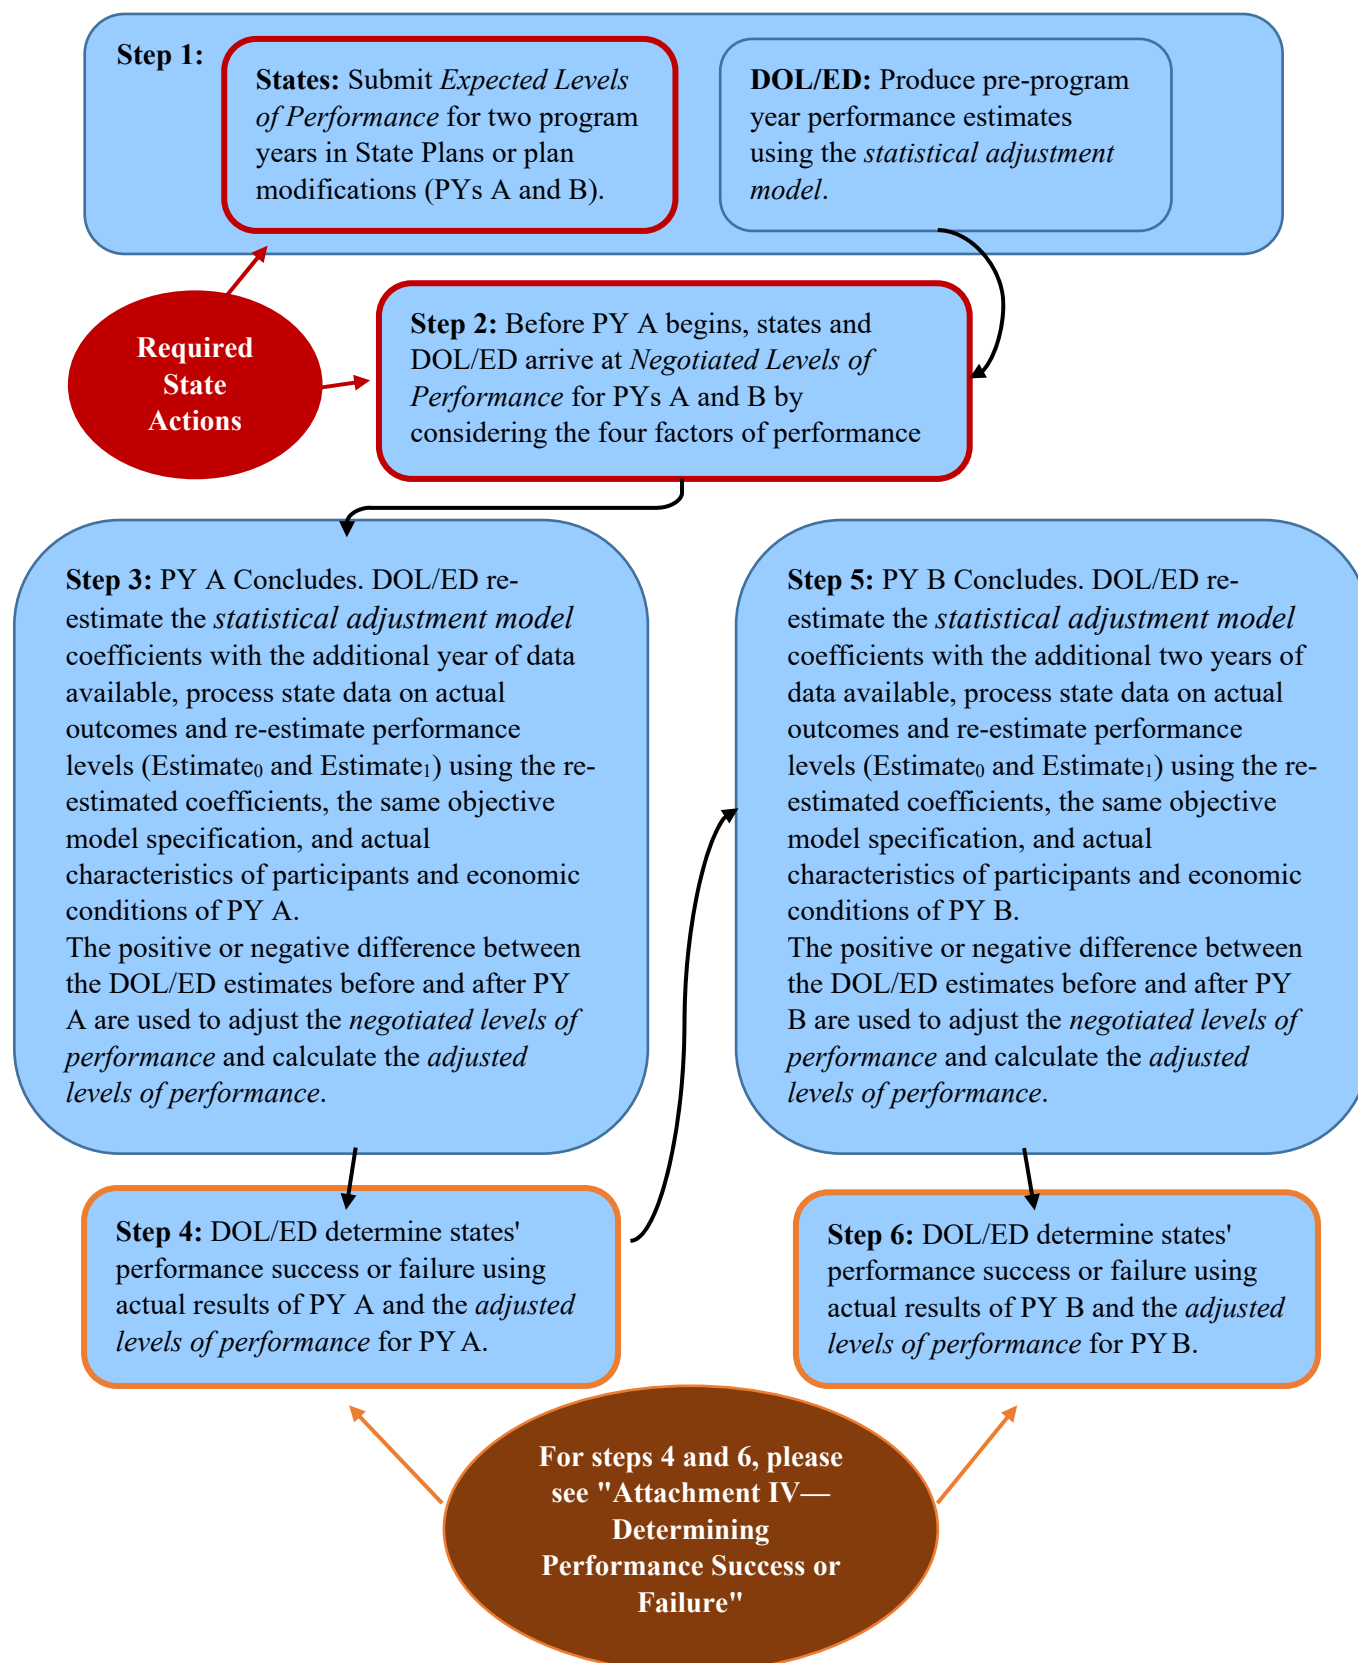 Step 1:
States: Submit Expected Levels
of Performance for two program
years in State Plans or plan
modifications (PYs A and B).
DOL/ED: Produce pre-program
year performance estimates
using the statistical adjustment
model.
Required
State
Actions
Step 2: Before PY A begins, states and
DOL/ED arrive at Negotiated Levels of
Performance for PYs A and B by
considering the four factors of performance
Step 3: PY A Concludes. DOL/ED re-
estimate the statistical adjustment model
coefficients with the additional year of data
available, process state data on actual
outcomes and re-estimate performance
levels (Estimate₀ and Estimate₁) using the re-
estimated coefficients, the same objective
model specification, and actual
characteristics of participants and economic
conditions of PY A.
The positive or negative difference between
the DOL/ED estimates before and after PY
A are used to adjust the negotiated levels of
performance and calculate the adjusted
levels of performance.
Step 5: PY B Concludes. DOL/ED re-
estimate the statistical adjustment model
coefficients with the additional two years of
data available, process state data on actual
outcomes and re-estimate performance
levels (Estimate₀ and Estimate₁) using the re-
estimated coefficients, the same objective
model specification, and actual
characteristics of participants and economic
conditions of PY B.
The positive or negative difference between
the DOL/ED estimates before and after PY
B are used to adjust the negotiated levels of
performance and calculate the adjusted
levels of performance.
Step 4: DOL/ED determine states'
performance success or failure using
actual results of PY A and the adjusted
levels of performance for PY A.
Step 6: DOL/ED determine states'
performance success or failure using
actual results of PY B and the adjusted
levels of performance for PY B.
For steps 4 and 6, please
see "Attachment IV—
Determining
Performance Success or
Failure"